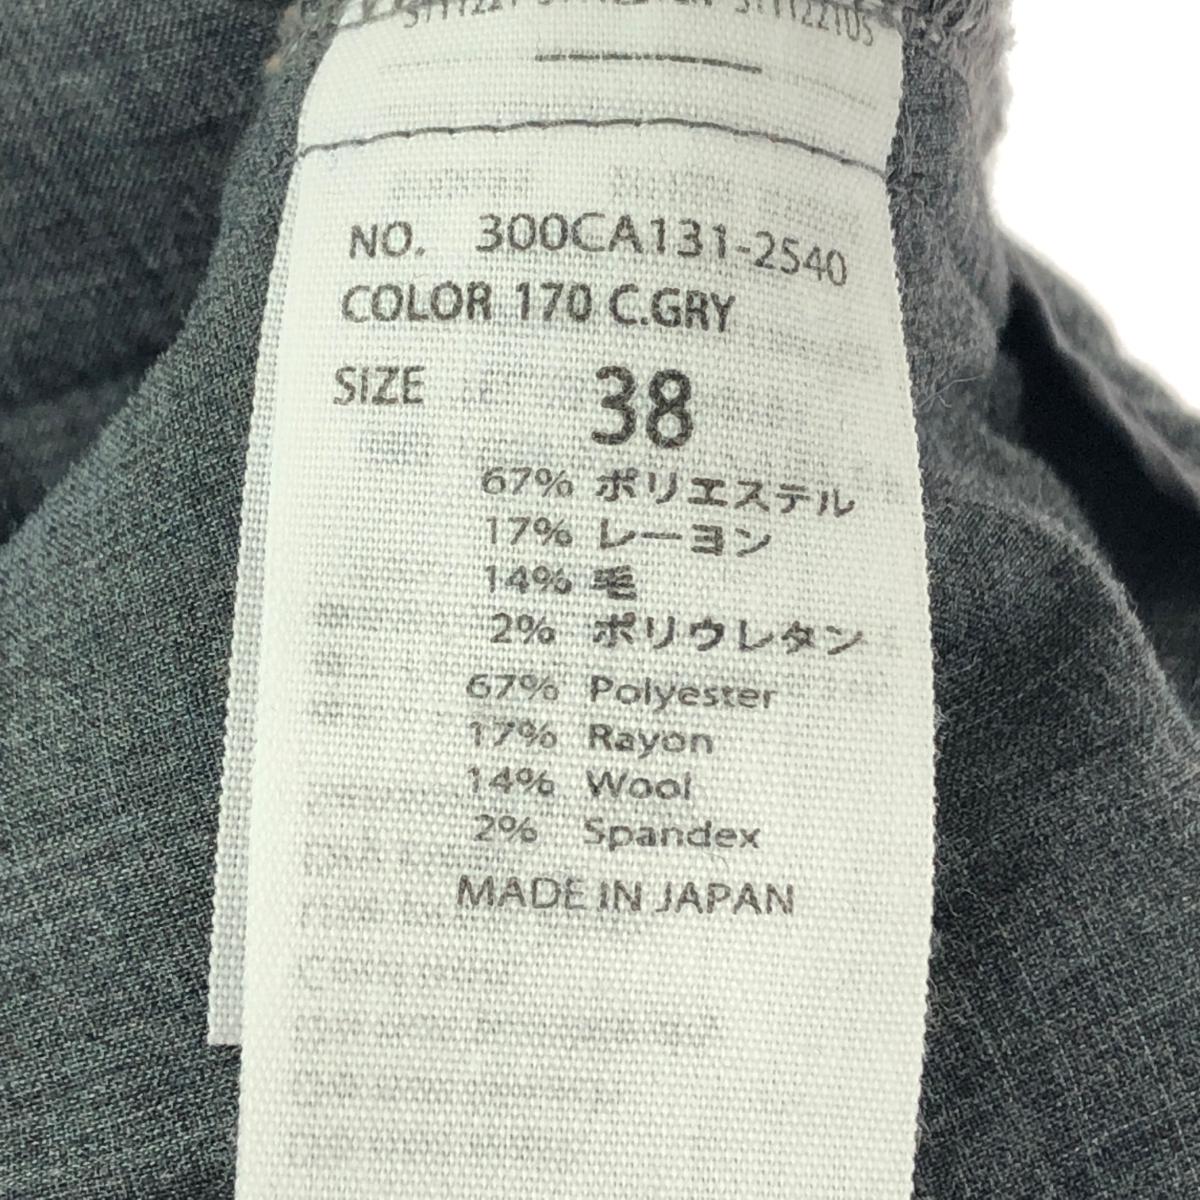 NO. 300CA131-2540
COLOR 170 C.GRY
SIZE 38
67% ポリエステル
17% レーヨン
14% 毛
2% ポリウレタン
67% Polyester
17% Rayon
14% Wool
2% Spandex
MADE IN JAPAN